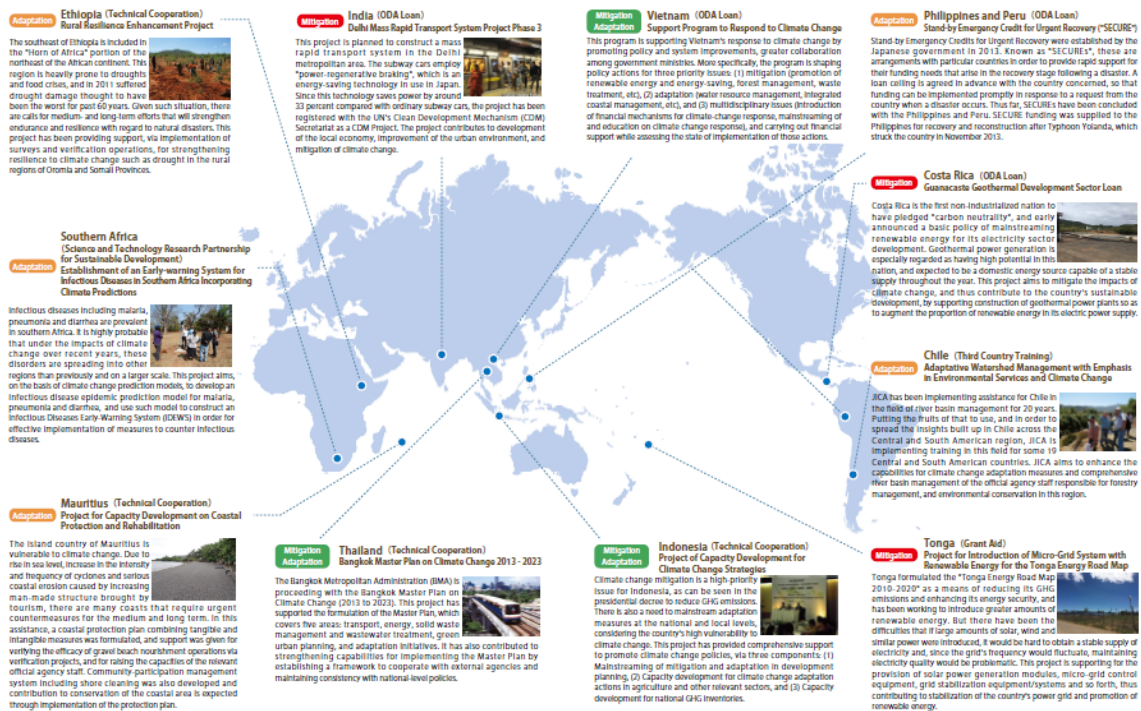 Adaptation
Ethiopia (Technical Cooperation)
Rural Resilience Enhancement Project
The southeast of Ethiopia is included in
the "Horn of Africa" portion of the
northeast of the African continent. This
region is heavily prone to droughts
and food crises, and in 2011 suffered
drought damage thought to have
been the worst for past 60 years. Given such situation, there
are calls for medium- and long-term efforts that will strengthen
endurance and resilience with regard to natural disasters. This
project has been providing support, via implementation of
surveys and verification operations, for strengthening
resilience to climate change such as drought in the rural
regions of Oromia and Somali Provinces.
Mitigation
India (ODA Loan)
Delhi Mass Rapid Transport System Project Phase 3
This project is planned to construct a mass
rapid transport system in the Delhi
metropolitan area. The subway cars employ
"power-regenerative braking", which is an
energy-saving technology in use in Japan.
Since this technology saves power by around
33 percent compared with ordinary subway cars, the project has been
registered with the UN's Clean Development Mechanism (CDM)
Secretariat as a CDM Project. The project contributes to development
of the local economy, improvement of the urban environment, and
mitigation of climate change.
Mitigation
Adaptation
Vietnam (ODA Loan)
Support Program to Respond to Climate Change
This program is supporting Vietnam's response to climate change by
promoting policy and system improvements, greater collaboration
among government ministries. More specifically, the program is shaping
policy actions for three priority issues: (1) mitigation (promotion of
renewable energy and energy-saving, forest management, waste
treatment, etc), (2) adaptation (water resource management, integrated
coastal management, etc), and (3) multidisciplinary issues (introduction
of financial mechanisms for climate-change response, mainstreaming of
and education on climate change response), and carrying out financial
support while assessing the state of implementation of those actions.
Adaptation
Philippines and Peru (ODA Loan)
Stand-by Emergency Credit for Urgent Recovery ("SECURE")
Stand-by Emergency Credits for Urgent Recovery were established by the
Japanese government in 2013. Known as "SECUREs", these are
arrangements with particular countries in order to provide rapid support for
their funding needs that arise in the recovery stage following a disaster. A
loan ceiling is agreed in advance with the country concerned, so that
funding can be implemented promptly in response to a request from the
country when a disaster occurs. Thus far, SECUREs have been concluded
with the Philippines and Peru. SECURE funding was supplied to the
Philippines for recovery and reconstruction after Typhoon Yolanda, which
struck the country in November 2013.
Mitigation
Costa Rica (ODA Loan)
Guanacaste Geothermal Development Sector Loan
Costa Rica is the first non-industrialized nation to
have pledged "carbon neutrality", and early
announced a basic policy of mainstreaming
renewable energy for its electricity sector
development. Geothermal power generation is
especially regarded as having high potential in this
nation, and expected to be a domestic energy source capable of a stable
supply throughout the year. This project aims to mitigate the impacts of
climate change, and thus contribute to the country's sustainable
development, by supporting construction of geothermal power plants so as
to augment the proportion of renewable energy in its electric power supply.
Adaptation
Southern Africa
(Science and Technology Research Partnership
for Sustainable Development)
Establishment of an Early-warning System for
Infectious Diseases in Southern Africa Incorporating
Climate Predictions
Infectious diseases including malaria,
pneumonia and diarrhea are prevalent
in southern Africa. It is highly probable
that under the impacts of climate
change over recent years, these
disorders are spreading into other
regions than previously and on a larger scale. This project aims,
on the basis of climate change prediction models, to develop an
infectious disease epidemic prediction model for malaria,
pneumonia and diarrhea, and use such model to construct an
Infectious Diseases Early-Warning System (iDEWS) in order for
effective implementation of measures to counter infectious
diseases.
Adaptation
Chile (Third Country Training)
Adaptative Watershed Management with Emphasis
in Environmental Services and Climate Change
JICA has been implementing assistance for Chile in
the field of river basin management for 20 years.
Putting the fruits of that to use, and in order to
spread the insights built up in Chile across the
Central and South American region, JICA is
implementing training in this field for some 19
Central and South American countries. JICA aims to enhance the
capabilities for climate change adaptation measures and comprehensive
river basin management of the official agency staff responsible for forestry
management, and environmental conservation in this region.
Adaptation
Mauritius (Technical Cooperation)
Project for Capacity Development on Coastal
Protection and Rehabilitation
The island country of Mauritius is
vulnerable to climate change. Due to
rise in sea level, increase in the intensity
and frequency of cyclones and serious
coastal erosion caused by increasing
man-made structure brought by
tourism, there are many coasts that require urgent
countermeasures for the medium and long term. In this
assistance, a coastal protection plan combining tangible and
intangible measures was formulated, and support was given for
verifying the efficacy of gravel beach nourishment operations via
verification projects, and for raising the capacities of the relevant
official agency staff. Community-participation management
system including shore cleaning was also developed and
contribution to conservation of the coastal area is expected
through implementation of the protection plan.
Mitigation
Adaptation
Thailand (Technical Cooperation)
Bangkok Master Plan on Climate Change 2013 - 2023
The Bangkok Metropolitan Administration (BMA) is
proceeding with the Bangkok Master Plan on
Climate Change (2013 to 2023). This project has
supported the formulation of the Master Plan, which
covers five areas: transport, energy, solid waste
management and wastewater treatment, green
urban planning, and adaptation initiatives. It has also contributed to
strengthening capabilities for implementing the Master Plan by
establishing a framework to cooperate with external agencies and
maintaining consistency with national-level policies.
Mitigation
Adaptation
Indonesia (Technical Cooperation)
Project of Capacity Development for
Climate Change Strategies
Climate change mitigation is a high-priority
issue for Indonesia, as can be seen in the
presidential decree to reduce GHG emissions.
There is also a need to mainstream adaptation
measures at the national and local levels,
considering the country's high vulnerability to
climate change. This project has provided comprehensive support
to promote climate change policies, via three components: (1)
Mainstreaming of mitigation and adaptation in development
planning, (2) Capacity development for climate change adaptation
actions in agriculture and other relevant sectors, and (3) Capacity
development for national GHG inventories.
Mitigation
Tonga (Grant Aid)
Project for Introduction of Micro-Grid System with
Renewable Energy for the Tonga Energy Road Map
Tonga formulated the "Tonga Energy Road Map
2010-2020" as a means of reducing its GHG
emissions and enhancing its energy security, and
has been working to introduce greater amounts of
renewable energy. But there have been the
difficulties that if large amounts of solar, wind and
similar power were introduced, it would be hard to obtain a stable supply of
electricity and, since the grid's frequency would fluctuate, maintaining
electricity quality would be problematic. This project is supporting for the
provision of solar power generation modules, micro-grid control
equipment, grid stabilization equipment/systems and so forth, thus
contributing to stabilization of the country's power grid and promotion of
renewable energy.